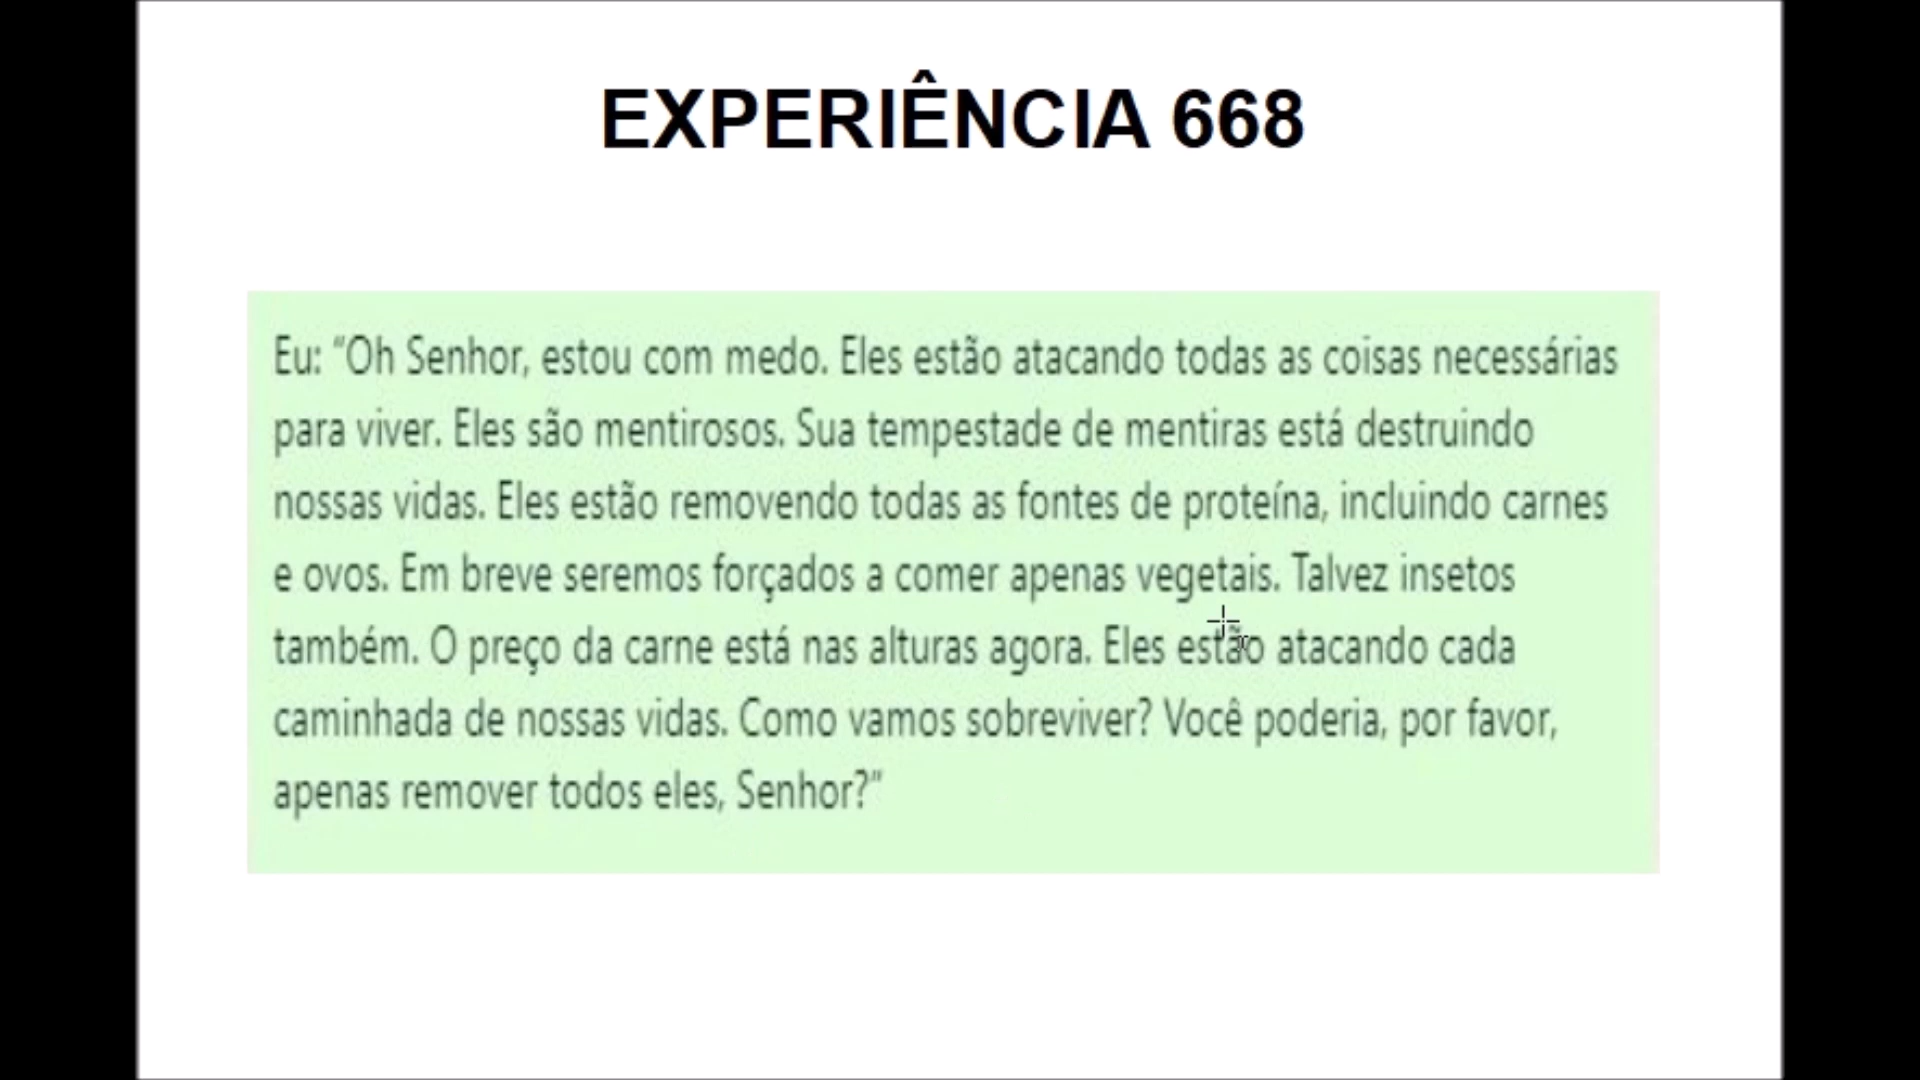 EXPERIÊNCIA 668
Eu: “Oh Senhor, estou com medo. Eles estão atacando todas as coisas necessárias
para viver. Eles são mentirosos. Sua tempestade de mentiras está destruindo
nossas vidas. Eles estão removendo todas as fontes de proteína, incluindo carnes
e ovos. Em breve seremos forçados a comer apenas vegetais. Talvez insetos
também. O preço da carne está nas alturas agora. Eles estão atacando cada
caminhada de nossas vidas. Como vamos sobreviver? Você poderia, por favor,
apenas remover todos eles, Senhor?”